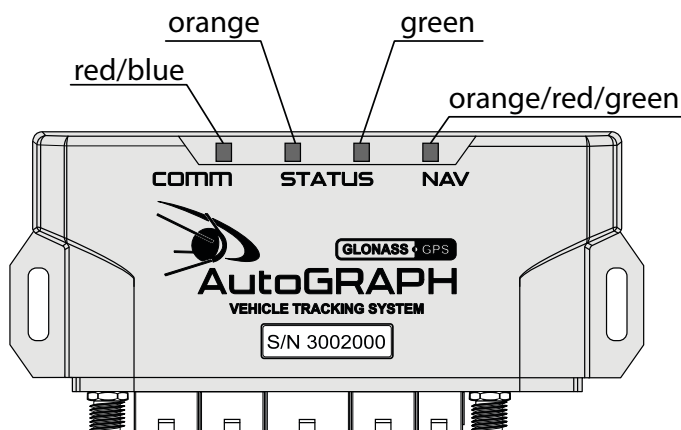 orange green
red/blue
orange/red/green
COMM STATUS NAV
GLONASS GPS
AutoGRAPH
VEHICLE TRACKING SYSTEM
S/N 3002000